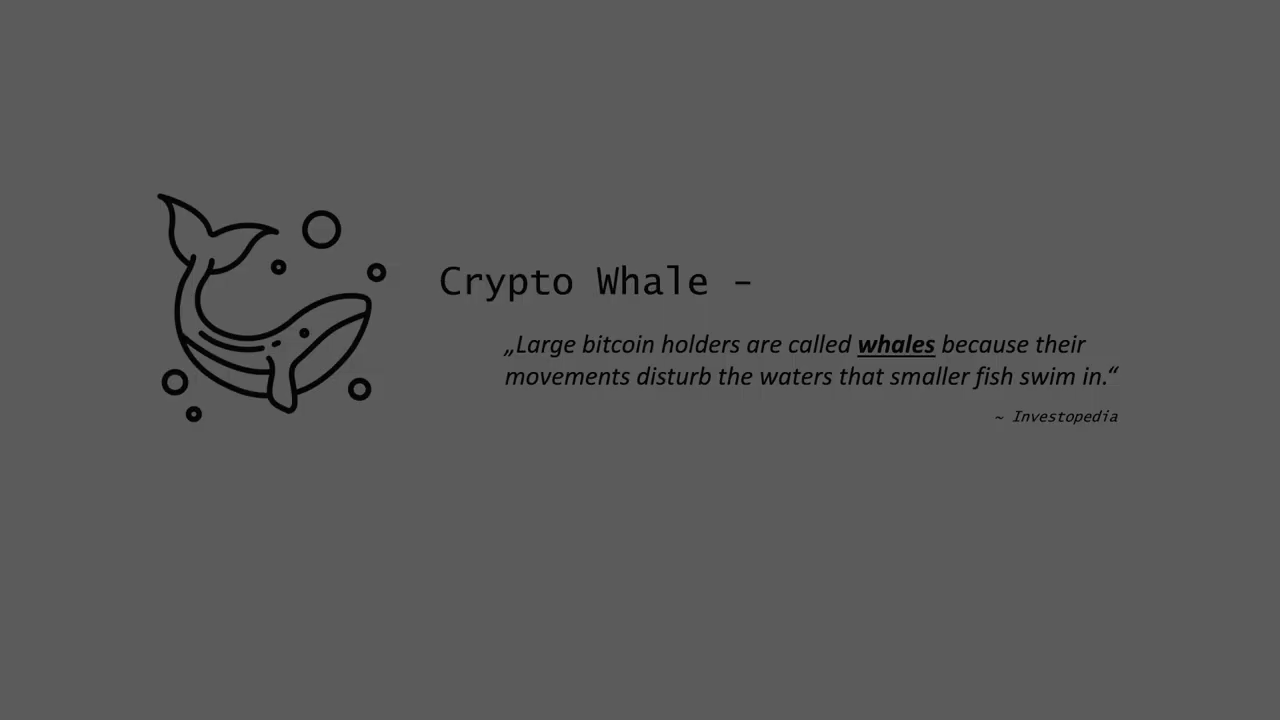 Crypto Whale –
„Large bitcoin holders are called whales because their
movements disturb the waters that smaller fish swim in.“
~ Investopedia